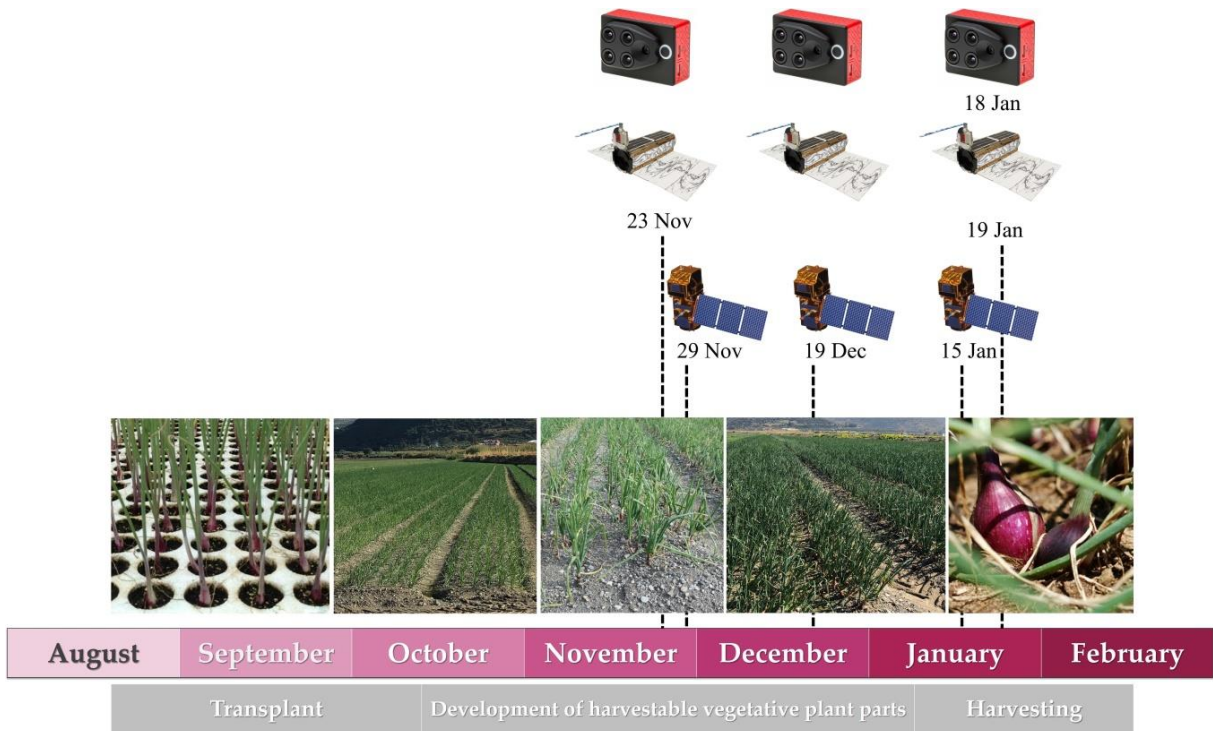 18 Jan
23 Nov
19 Jan
29 Nov
19 Dec
15 Jan
August
September
October
November
December
January
February
Transplant
Development of harvestable vegetative plant parts
Harvesting